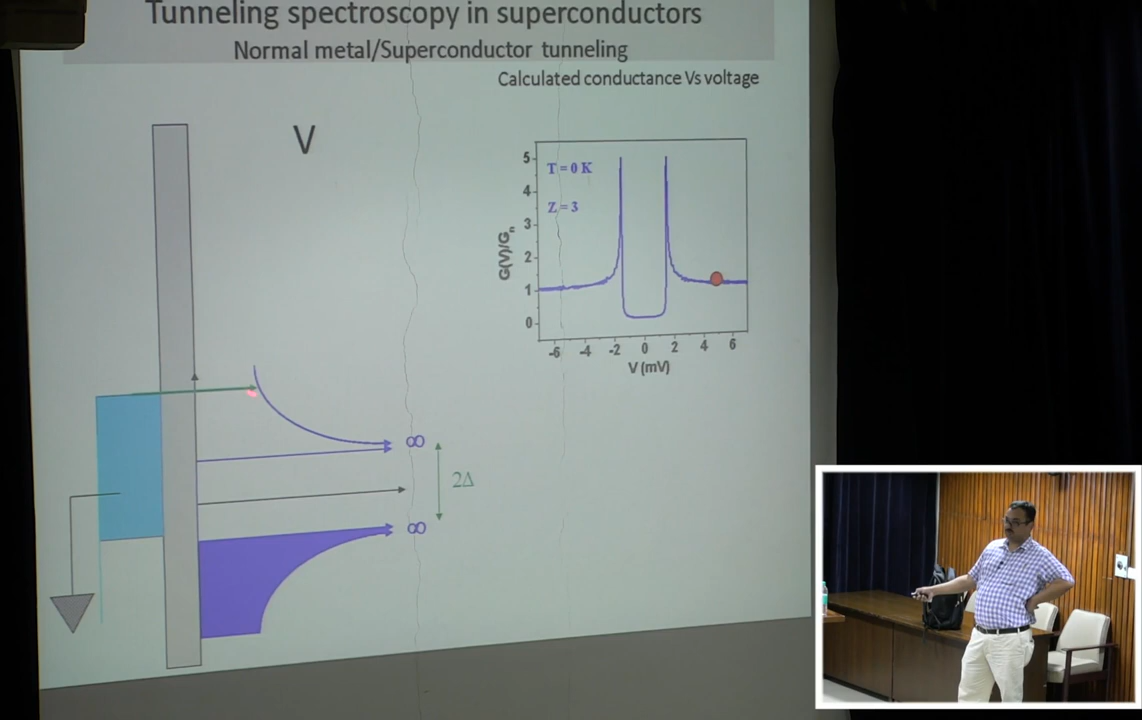 Tunneling spectroscopy in superconductors
Normal metal/Superconductor tunneling
Calculated conductance Vs voltage
V
T = 0 K
Z = 3
5
4
3
2
1
0
G(V)/Gn
-6 -4 -2 0 2 4 6
V (mV)
∞
2Δ
∞